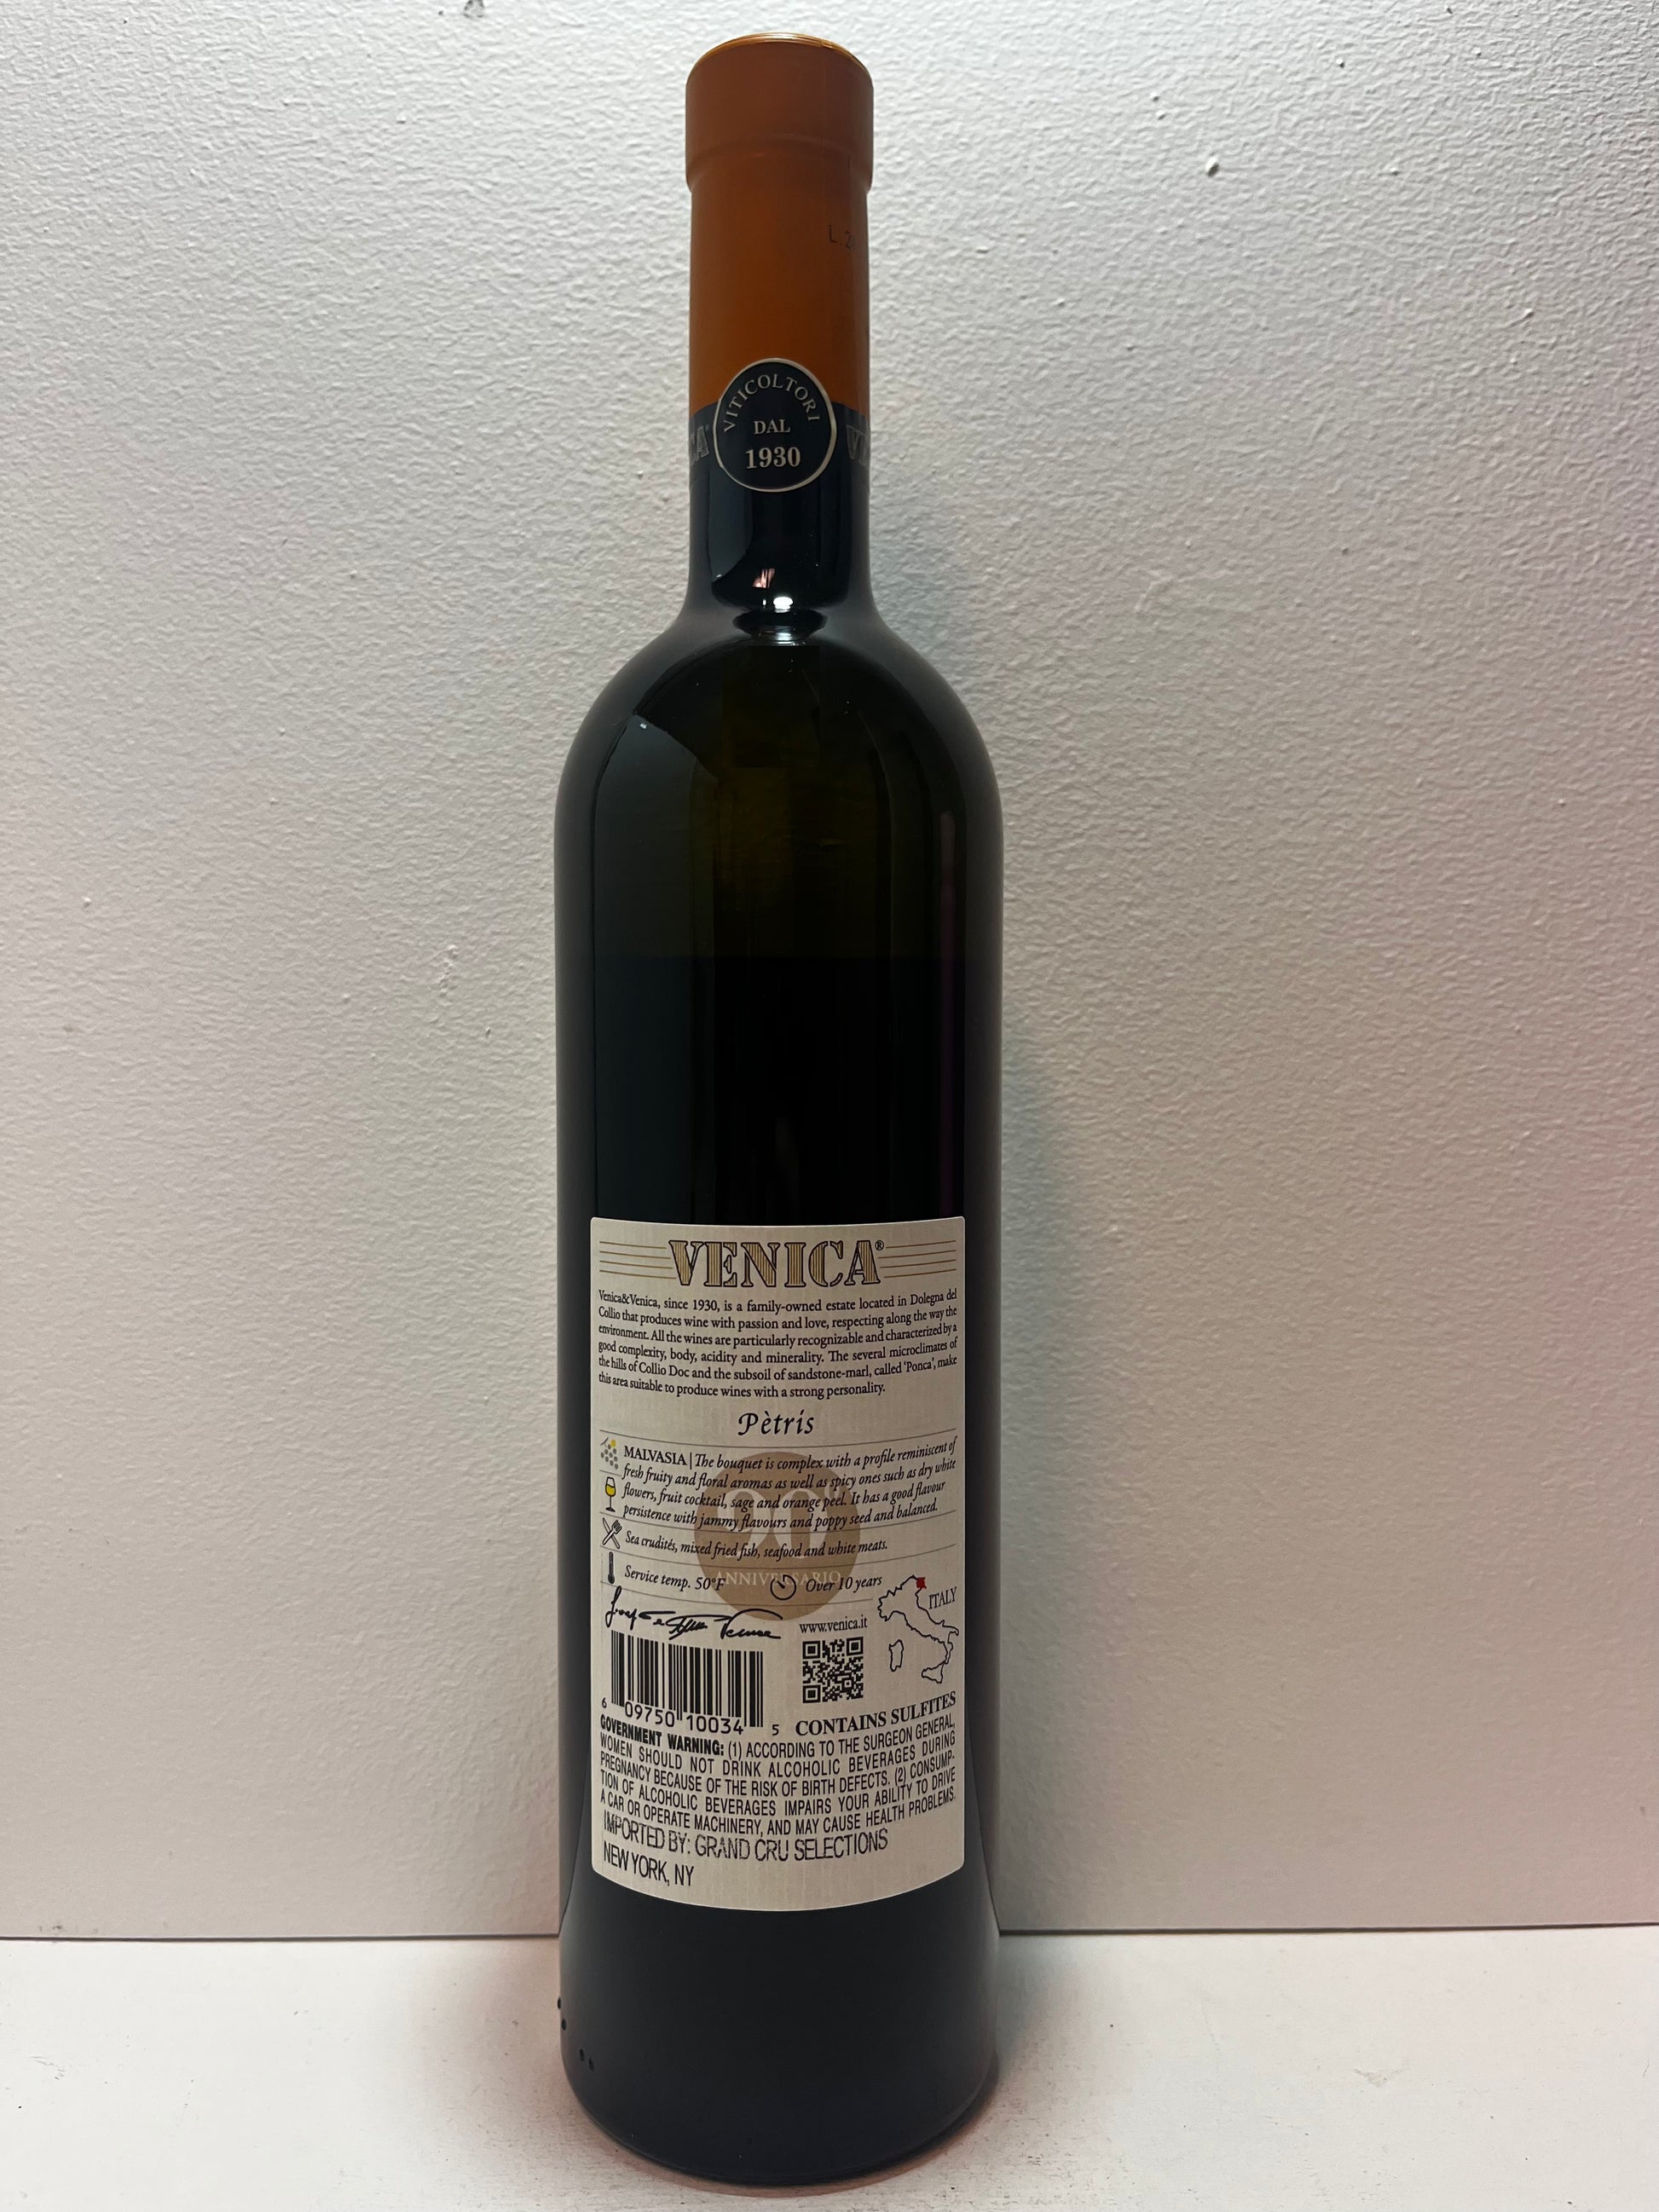 L.2
VITICOLTORI
DAL
1930
VENICA®
Venica&Venica, since 1930, is a family-owned estate located in Dolegna del
Collio that produces wine with passion and love, respecting along the way the
environment. All the wines are particularly recognizable and characterized by a
good complexity, body, acidity and minerality. The several microclimates of
the hills of Collio Doc and the subsoil of sandstone-marl, called 'Ponca', make
this area suitable to produce wines with a strong personality.
Pètris
MALVASIA | The bouquet is complex with a profile reminiscent of
fresh fruity and floral aromas as well as spicy ones such as dry white
flowers, fruit cocktail, sage and orange peel. It has a good flavour
persistence with jammy flavours and poppy seed and balanced.
90°
Sea crudités, mixed fried fish, seafood and white meats.
ANNIVERSARIO
Service temp. 50°F Over 10 years
ITALY
www.venica.it
6 09750 10034 5
CONTAINS SULFITES
GOVERNMENT WARNING: (1) ACCORDING TO THE SURGEON GENERAL,
WOMEN SHOULD NOT DRINK ALCOHOLIC BEVERAGES DURING
PREGNANCY BECAUSE OF THE RISK OF BIRTH DEFECTS. (2) CONSUMP-
TION OF ALCOHOLIC BEVERAGES IMPAIRS YOUR ABILITY TO DRIVE
A CAR OR OPERATE MACHINERY, AND MAY CAUSE HEALTH PROBLEMS.
IMPORTED BY: GRAND CRU SELECTIONS
NEW YORK, NY